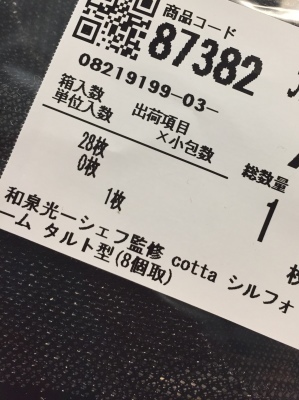 商品コード
87382
08219199-03-
箱入数 出荷項目
単位入数 ×小包数 総数量
28枚
0枚
1枚 1
和泉光一シェフ監修 cotta シルフォ
ーム タルト型(8個取)